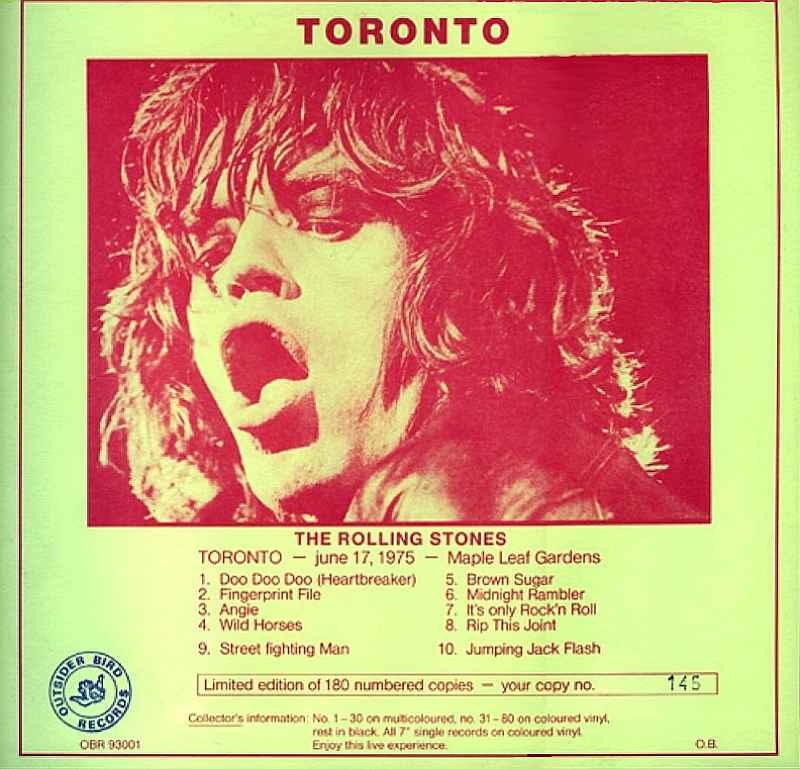 TORONTO
THE ROLLING STONES
TORONTO — june 17, 1975 — Maple Leaf Gardens
1. Doo Doo Doo (Heartbreaker)
2. Fingerprint File
3. Angie
4. Wild Horses
5. Brown Sugar
6. Midnight Rambler
7. It's only Rock'n Roll
8. Rip This Joint
9. Street fighting Man
10. Jumping Jack Flash
Limited edition of 180 numbered copies — your copy no. 145
OUTSIDER BIRD RECORDS
Collector's information: No. 1–30 on multicoloured, no. 31–80 on coloured vinyl,
rest in black. All 7" single records on coloured vinyl.
Enjoy this live experience.
OBR 93001
O.B.